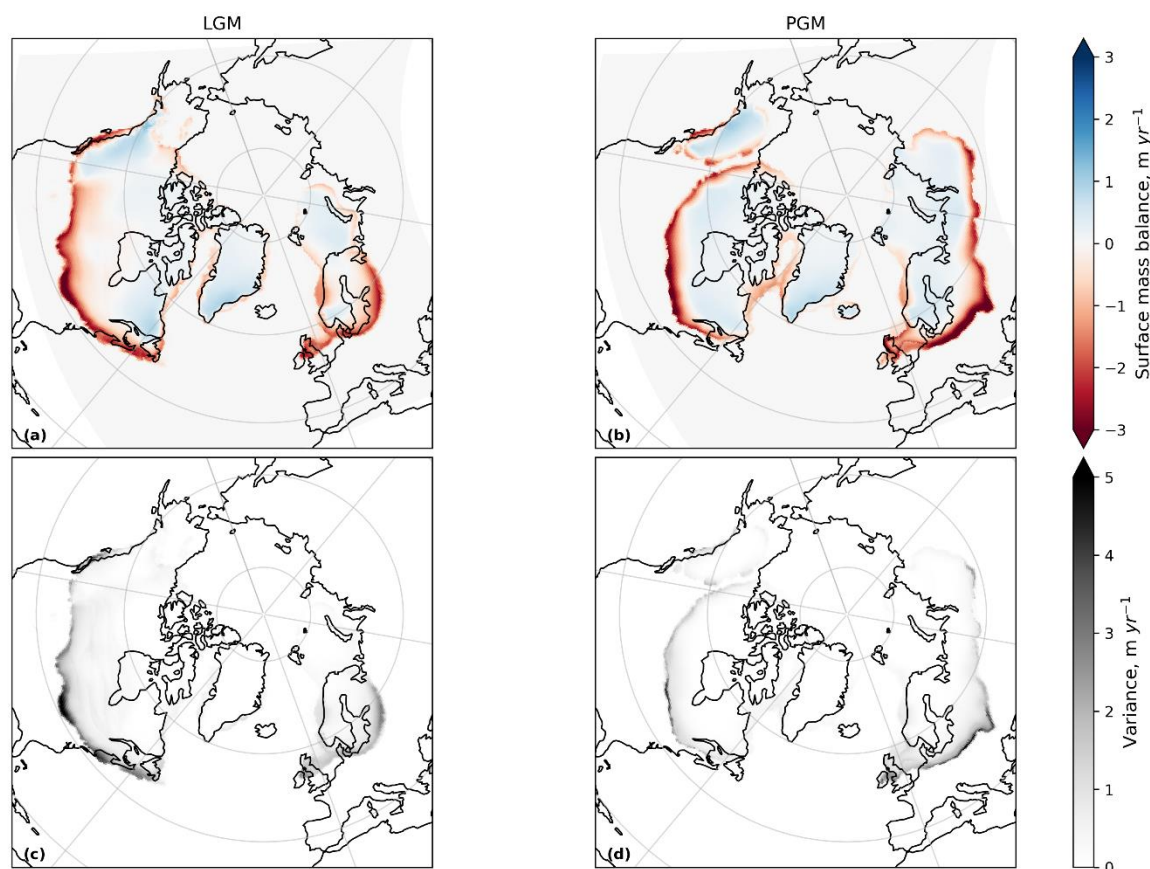 LGM
PGM
(a)
(b)
3
2
1
0
−1
−2
−3
Surface mass balance, m yr⁻¹
(c)
(d)
5
4
3
2
1
0
Variance, m yr⁻¹